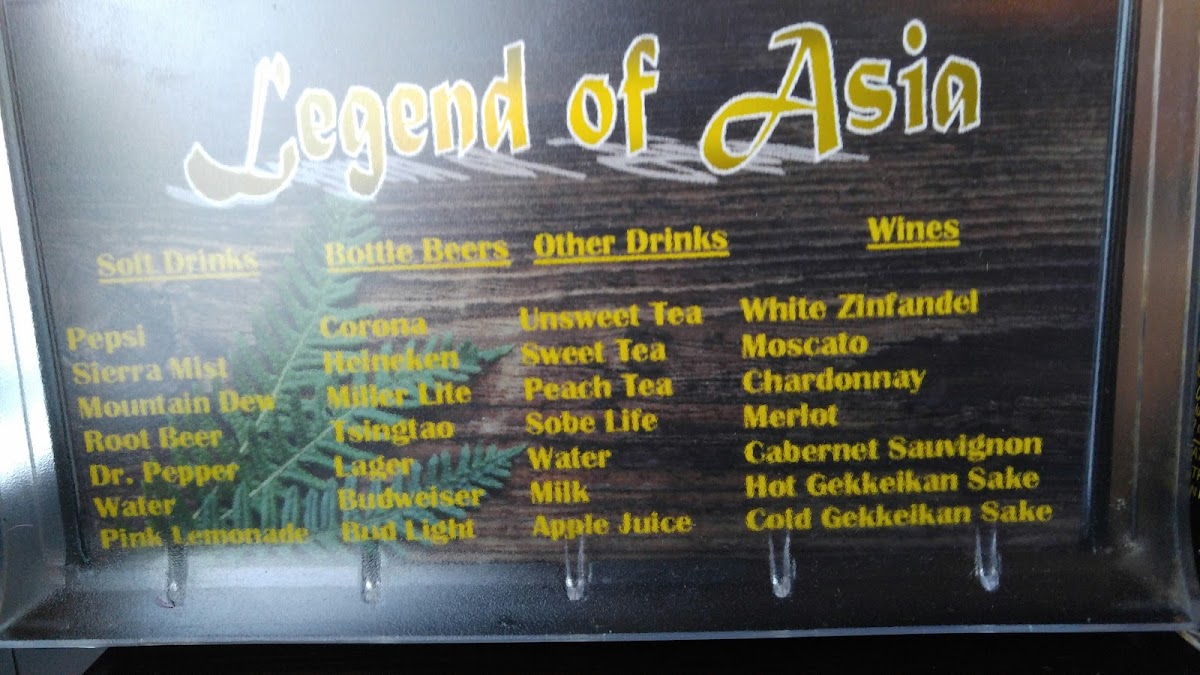 Legend of Asia
Soft Drinks
Pepsi
Sierra Mist
Mountain Dew
Root Beer
Dr. Pepper
Water
Pink Lemonade
Bottle Beers
Corona
Heineken
Miller Lite
Tsingtao
Lager
Budweiser
Bud Light
Other Drinks
Unsweet Tea
Sweet Tea
Peach Tea
Sobe Life
Water
Milk
Apple Juice
Wines
White Zinfandel
Moscato
Chardonnay
Merlot
Cabernet Sauvignon
Hot Gekkeikan Sake
Cold Gekkeikan Sake